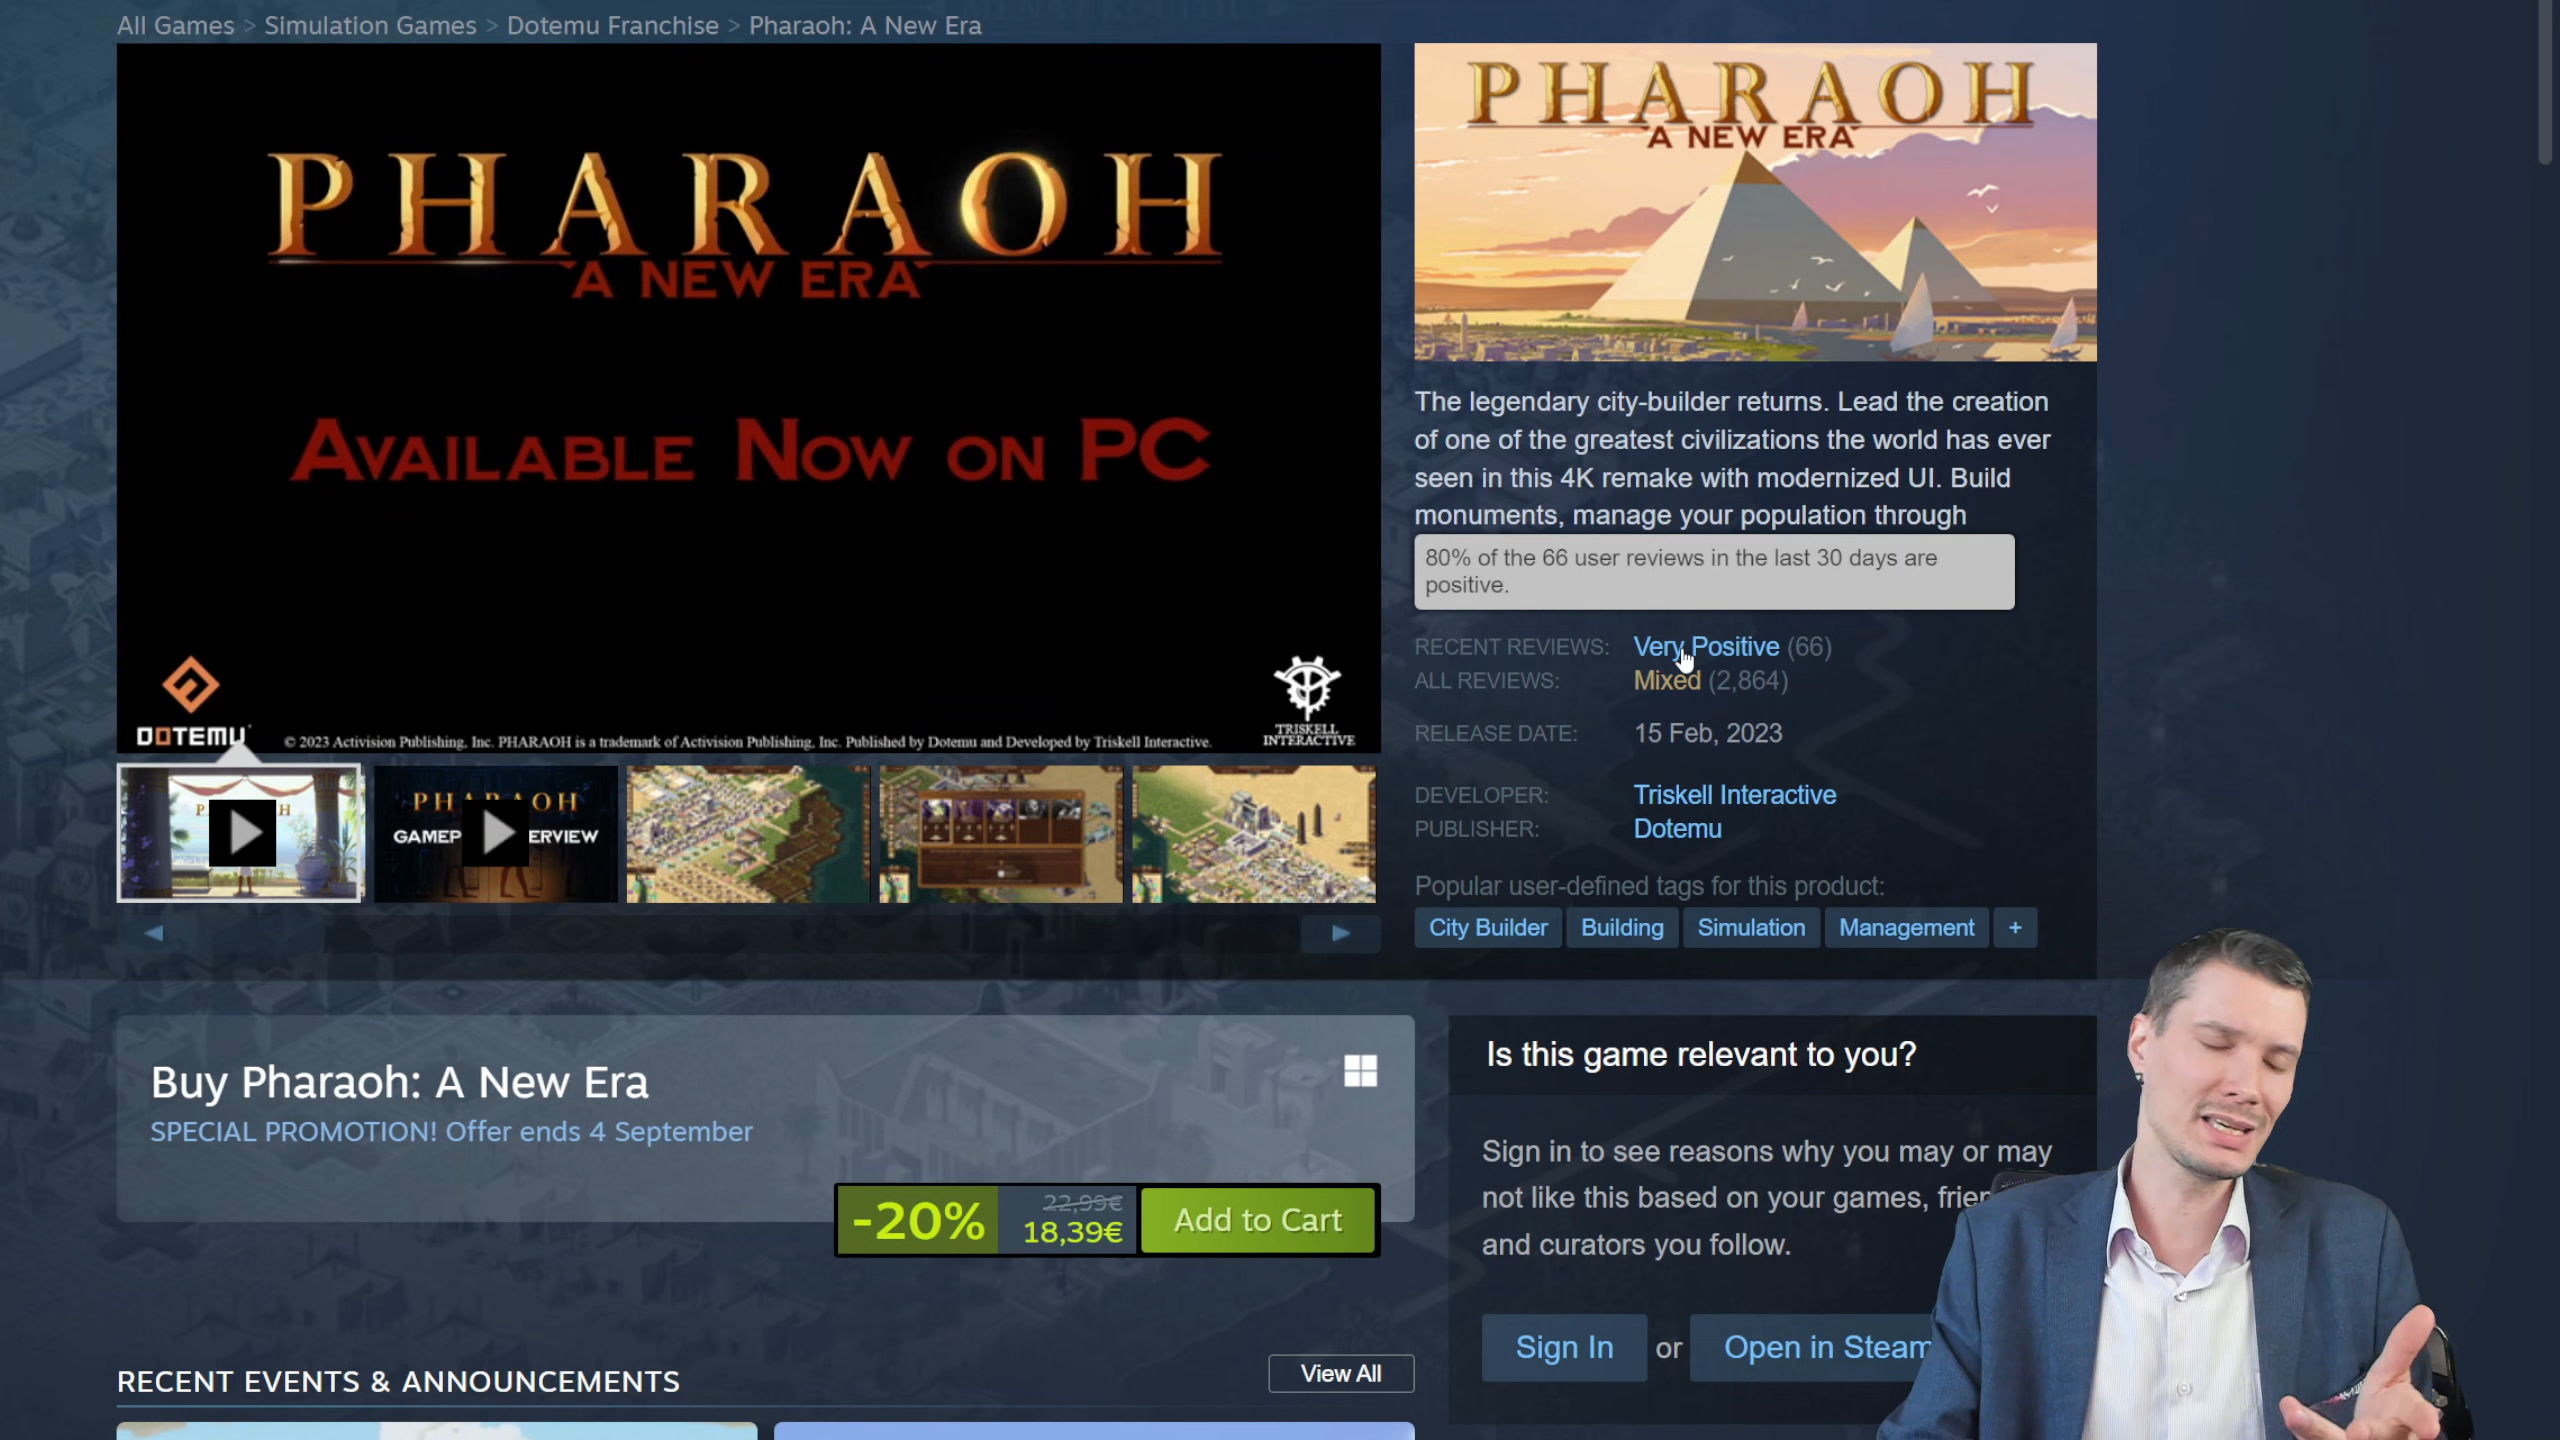 All Games > Simulation Games > Dotemu Franchise > Pharaoh: A New Era
PHARAOH
A NEW ERA
AVAILABLE NOW ON PC
DOTEMU
© 2023 Activision Publishing, Inc. PHARAOH is a trademark of Activision Publishing, Inc. Published by Dotemu and Developed by Triskell Interactive.
TRISKELL
INTERACTIVE
PHARAOH
GAMEP ERVIEW
PHARAOH
A NEW ERA
The legendary city-builder returns. Lead the creation
of one of the greatest civilizations the world has ever
seen in this 4K remake with modernized UI. Build
monuments, manage your population through
80% of the 66 user reviews in the last 30 days are
positive.
RECENT REVIEWS: Very Positive (66)
ALL REVIEWS: Mixed (2,864)
RELEASE DATE: 15 Feb, 2023
DEVELOPER: Triskell Interactive
PUBLISHER: Dotemu
Popular user-defined tags for this product:
City Builder Building Simulation Management +
Buy Pharaoh: A New Era
SPECIAL PROMOTION! Offer ends 4 September
-20% 22,99€ 18,39€ Add to Cart
Is this game relevant to you?
Sign in to see reasons why you may or may
not like this based on your games, frien
and curators you follow.
Sign In or Open in Steam
RECENT EVENTS & ANNOUNCEMENTS
View All